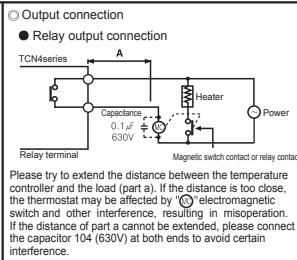 ◎ Output connection
● Relay output connection
TCN4series
A
Capacitance
0.1μF
630V
MC
Heater
Power
Relay terminal
Magnetic switch contact or relay contac
Please try to extend the distance between the temperature
controller and the load (part a). If the distance is too close,
the thermostat may be affected by "MC"electromagnetic
switch and other interference, resulting in misoperation.
If the distance of part a cannot be extended, please connect
the capacitor 104 (630V) at both ends to avoid certain
interference.